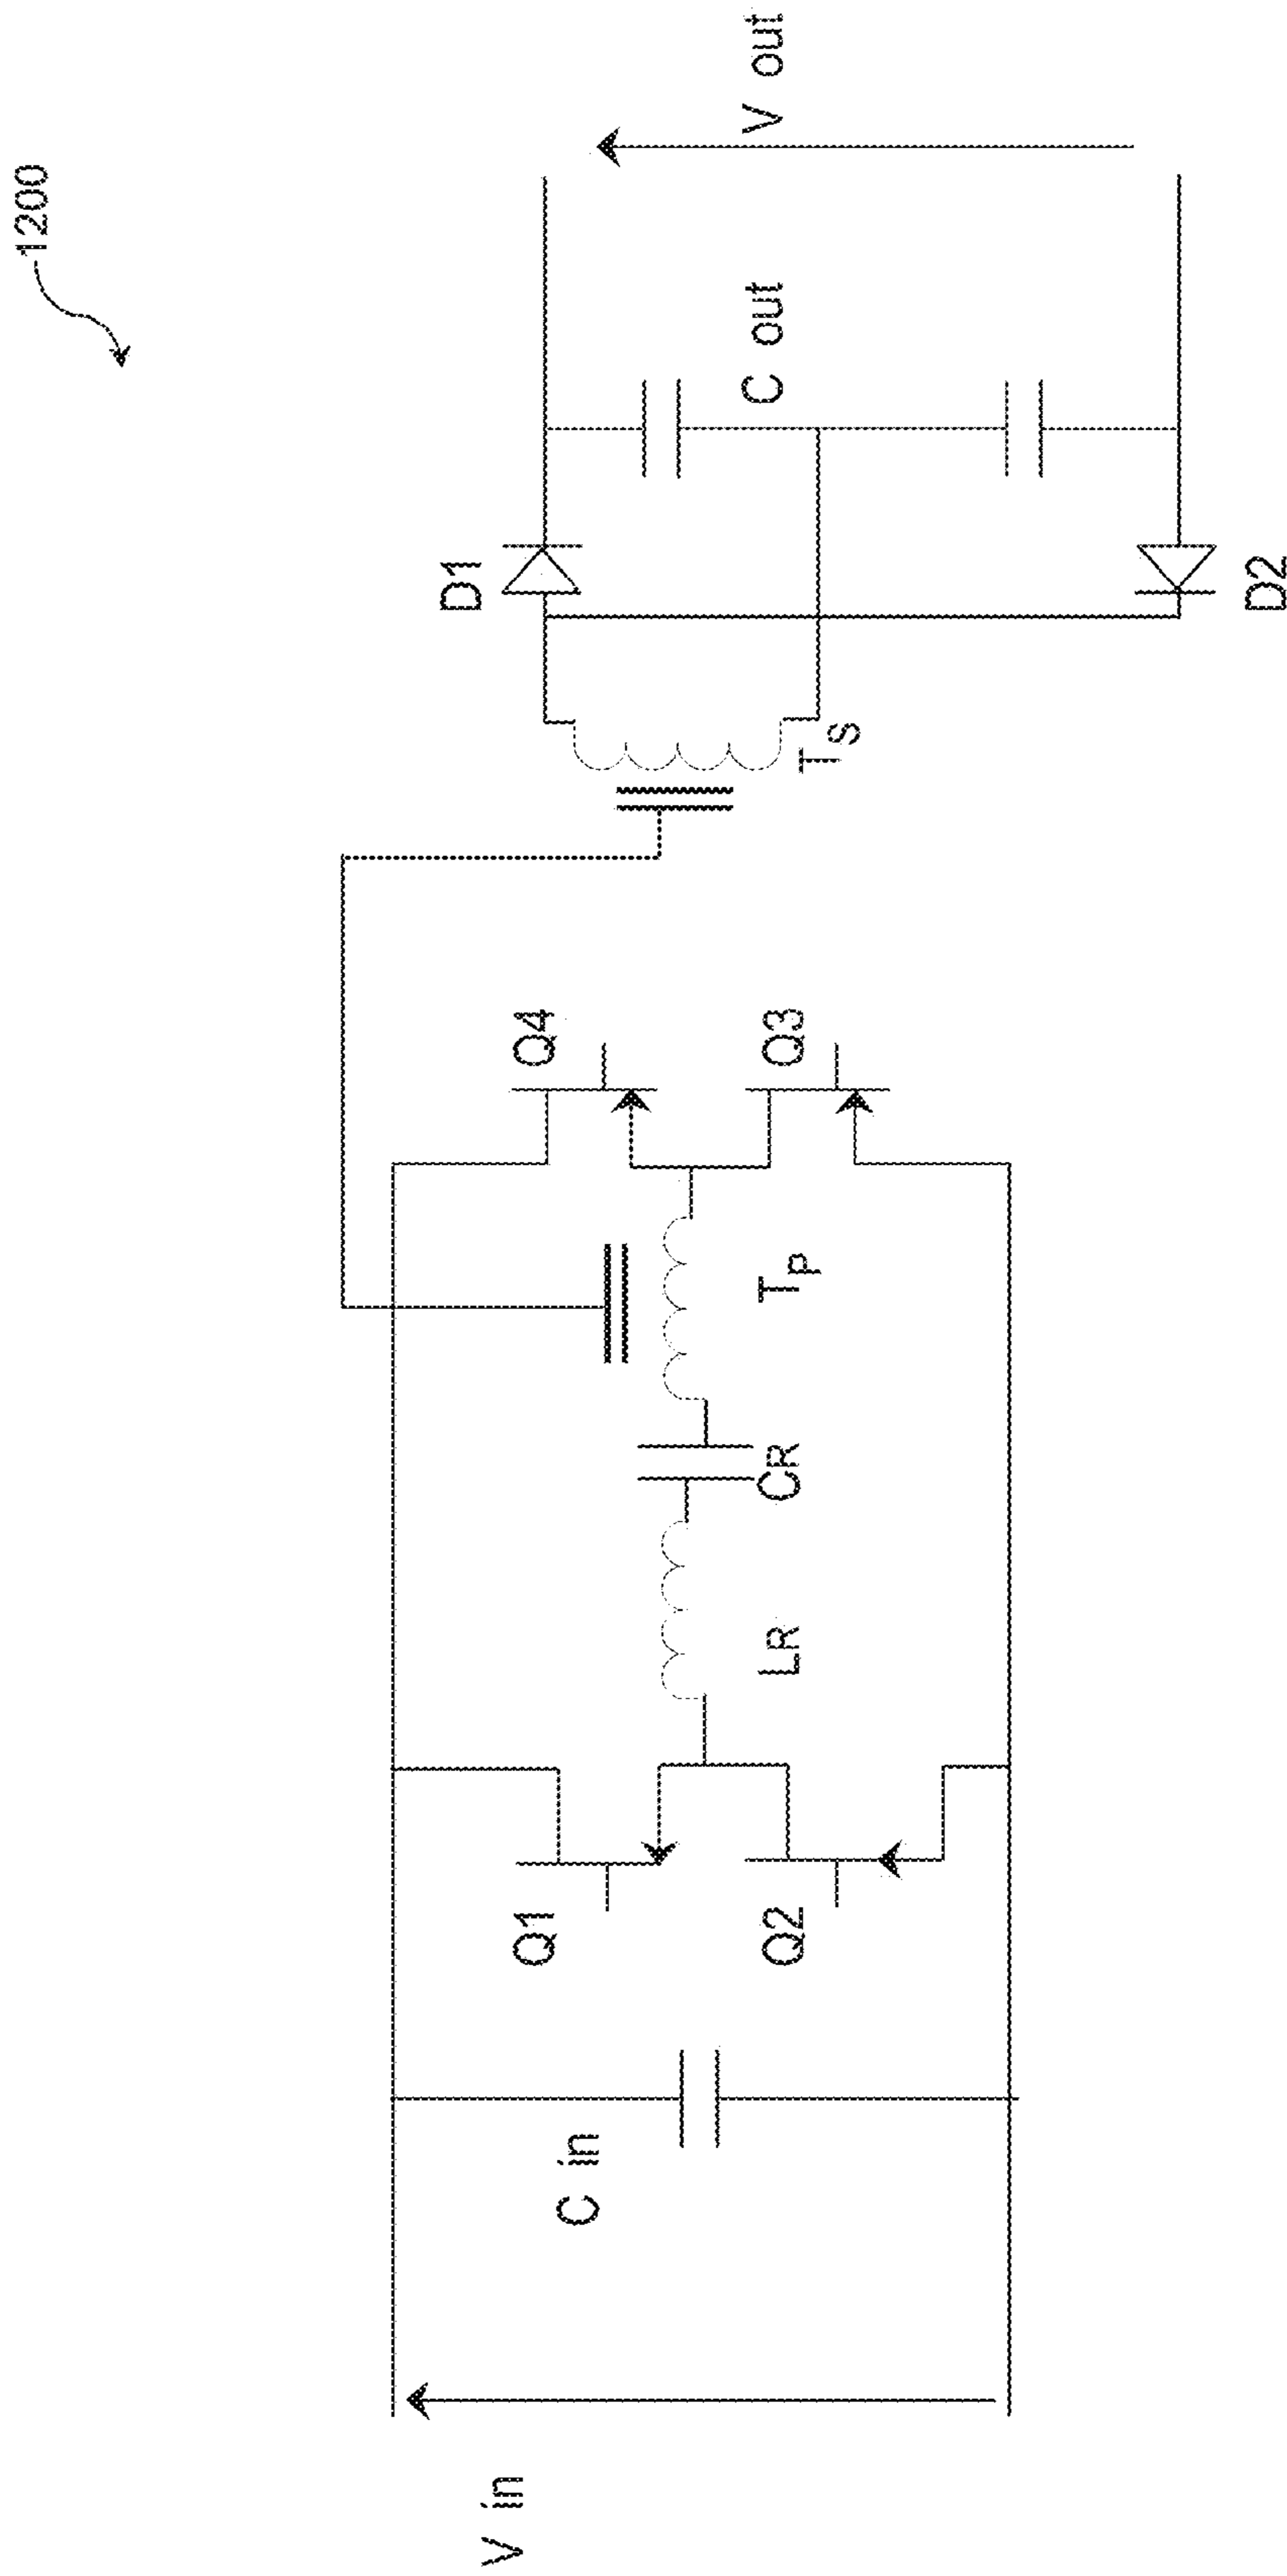 1200
V in
C in
Q1
Q2
LR
CR
TP
Q4
Q3
TS
D1
D2
C out
V out